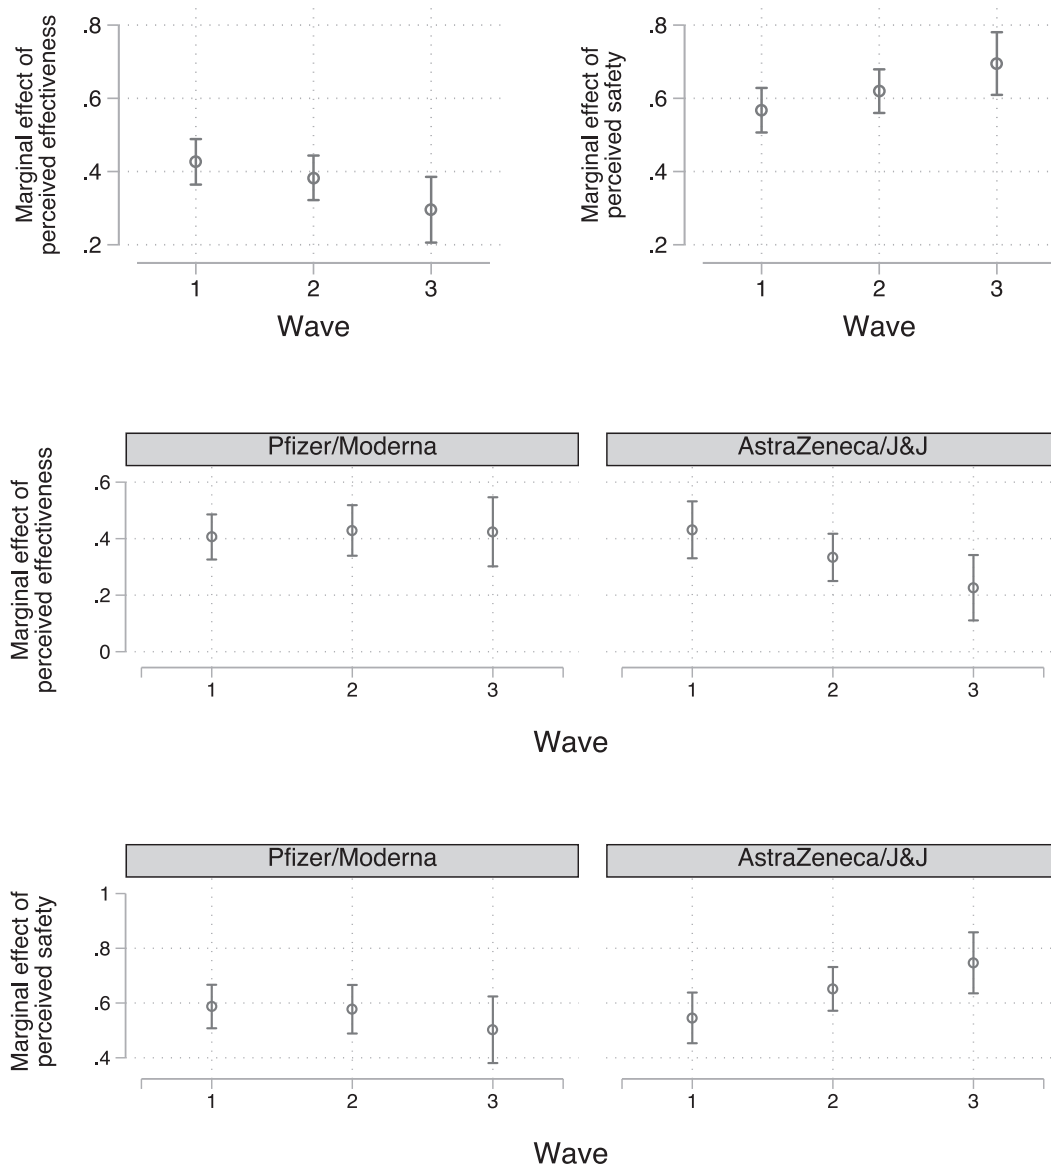 Marginal effect of
perceived effectiveness
.8
.6
.4
.2
1 2 3
Wave
Marginal effect of
perceived safety
.8
.6
.4
.2
1 2 3
Wave
Pfizer/Moderna
AstraZeneca/J&J
Marginal effect of
perceived effectiveness
.6
.4
.2
0
1 2 3
1 2 3
Wave
Pfizer/Moderna
AstraZeneca/J&J
Marginal effect of
perceived safety
1
.8
.6
.4
1 2 3
1 2 3
Wave